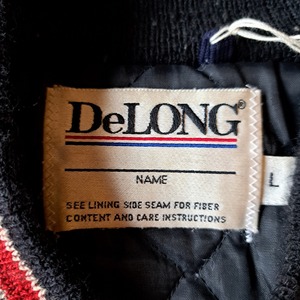 DeLONG®
NAME
L
SEE LINING SIDE SEAM FOR FIBER
CONTENT AND CARE INSTRUCTIONS